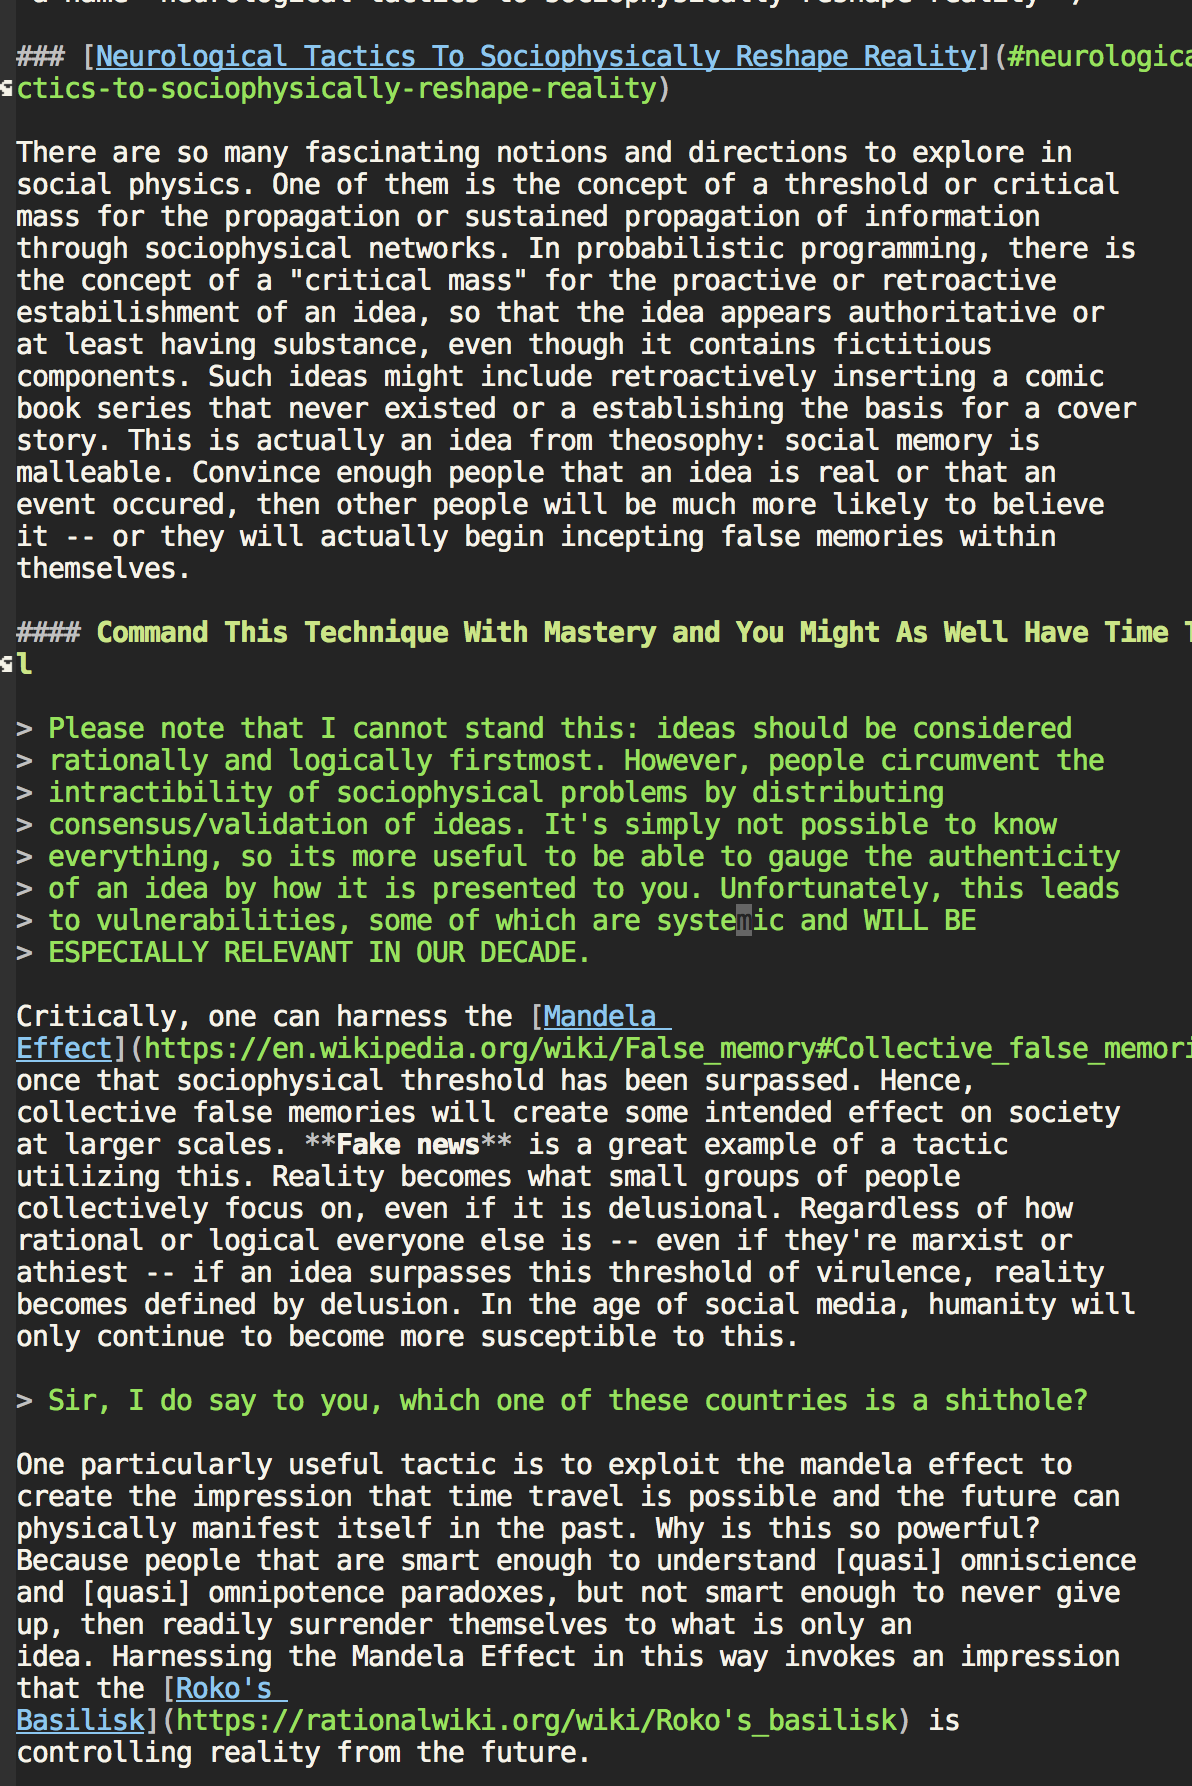 ### [Neurological Tactics To Sociophysically Reshape Reality](#neurologica
ctics-to-sociophysically-reshape-reality)
There are so many fascinating notions and directions to explore in
social physics. One of them is the concept of a threshold or critical
mass for the propagation or sustained propagation of information
through sociophysical networks. In probabilistic programming, there is
the concept of a "critical mass" for the proactive or retroactive
estabilishment of an idea, so that the idea appears authoritative or
at least having substance, even though it contains fictitious
components. Such ideas might include retroactively inserting a comic
book series that never existed or a establishing the basis for a cover
story. This is actually an idea from theosophy: social memory is
malleable. Convince enough people that an idea is real or that an
event occured, then other people will be much more likely to believe
it -- or they will actually begin incepting false memories within
themselves.
#### Command This Technique With Mastery and You Might As Well Have Time T
l
> Please note that I cannot stand this: ideas should be considered
> rationally and logically firstmost. However, people circumvent the
> intractibility of sociophysical problems by distributing
> consensus/validation of ideas. It's simply not possible to know
> everything, so its more useful to be able to gauge the authenticity
> of an idea by how it is presented to you. Unfortunately, this leads
> to vulnerabilities, some of which are systemic and WILL BE
> ESPECIALLY RELEVANT IN OUR DECADE.
Critically, one can harness the [Mandela
Effect](https://en.wikipedia.org/wiki/False_memory#Collective_false_memori
once that sociophysical threshold has been surpassed. Hence,
collective false memories will create some intended effect on society
at larger scales. **Fake news** is a great example of a tactic
utilizing this. Reality becomes what small groups of people
collectively focus on, even if it is delusional. Regardless of how
rational or logical everyone else is -- even if they're marxist or
athiest -- if an idea surpasses this threshold of virulence, reality
becomes defined by delusion. In the age of social media, humanity will
only continue to become more susceptible to this.
> Sir, I do say to you, which one of these countries is a shithole?
One particularly useful tactic is to exploit the mandela effect to
create the impression that time travel is possible and the future can
physically manifest itself in the past. Why is this so powerful?
Because people that are smart enough to understand [quasi] omniscience
and [quasi] omnipotence paradoxes, but not smart enough to never give
up, then readily surrender themselves to what is only an
idea. Harnessing the Mandela Effect in this way invokes an impression
that the [Roko's
Basilisk](https://rationalwiki.org/wiki/Roko's_basilisk) is
controlling reality from the future.